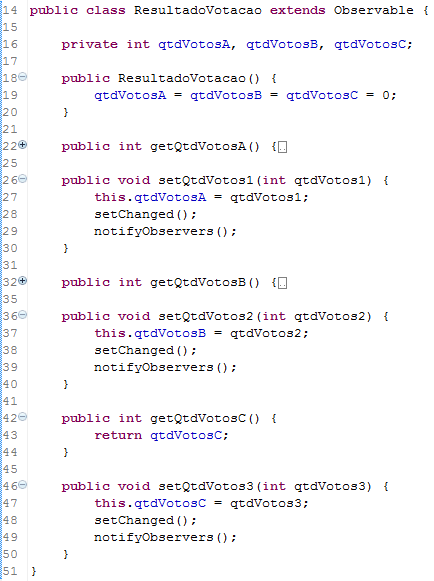 14 public class ResultadoVotacao extends Observable {
15
16     private int qtdVotosA, qtdVotosB, qtdVotosC;
17
18     public ResultadoVotacao() {
19         qtdVotosA = qtdVotosB = qtdVotosC = 0;
20     }
21
22     public int getQtdVotosA() {..
25
26     public void setQtdVotos1(int qtdVotos1) {
27         this.qtdVotosA = qtdVotos1;
28         setChanged();
29         notifyObservers();
30     }
31
32     public int getQtdVotosB() {..
35
36     public void setQtdVotos2(int qtdVotos2) {
37         this.qtdVotosB = qtdVotos2;
38         setChanged();
39         notifyObservers();
40     }
41
42     public int getQtdVotosC() {
43         return qtdVotosC;
44     }
45
46     public void setQtdVotos3(int qtdVotos3) {
47         this.qtdVotosC = qtdVotos3;
48         setChanged();
49         notifyObservers();
50     }
51 }